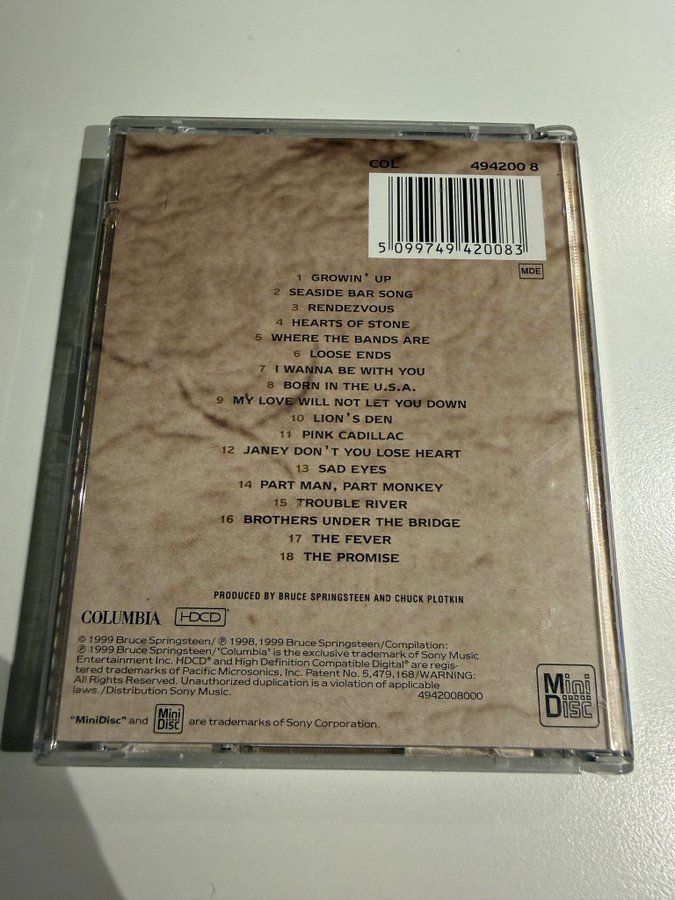 COL 494200 8
5 099749 420083
MDE
1 GROWIN' UP
2 SEASIDE BAR SONG
3 RENDEZVOUS
4 HEARTS OF STONE
5 WHERE THE BANDS ARE
6 LOOSE ENDS
7 I WANNA BE WITH YOU
8 BORN IN THE U.S.A.
9 MY LOVE WILL NOT LET YOU DOWN
10 LION'S DEN
11 PINK CADILLAC
12 JANEY DON'T YOU LOSE HEART
13 SAD EYES
14 PART MAN, PART MONKEY
15 TROUBLE RIVER
16 BROTHERS UNDER THE BRIDGE
17 THE FEVER
18 THE PROMISE
PRODUCED BY BRUCE SPRINGSTEEN AND CHUCK PLOTKIN
COLUMBIA HDCD®
© 1999 Bruce Springsteen/ ℗ 1998, 1999 Bruce Springsteen/Compilation:
℗ 1999 Bruce Springsteen/"Columbia" is the exclusive trademark of Sony Music
Entertainment Inc. HDCD® and High Definition Compatible Digital® are regis-
tered trademarks of Pacific Microsonics, Inc. Patent No. 5,479,168/WARNING:
All Rights Reserved. Unauthorized duplication is a violation of applicable
laws./Distribution Sony Music. 4942008000
"MiniDisc" and Mini Disc are trademarks of Sony Corporation.
Mini
Disc